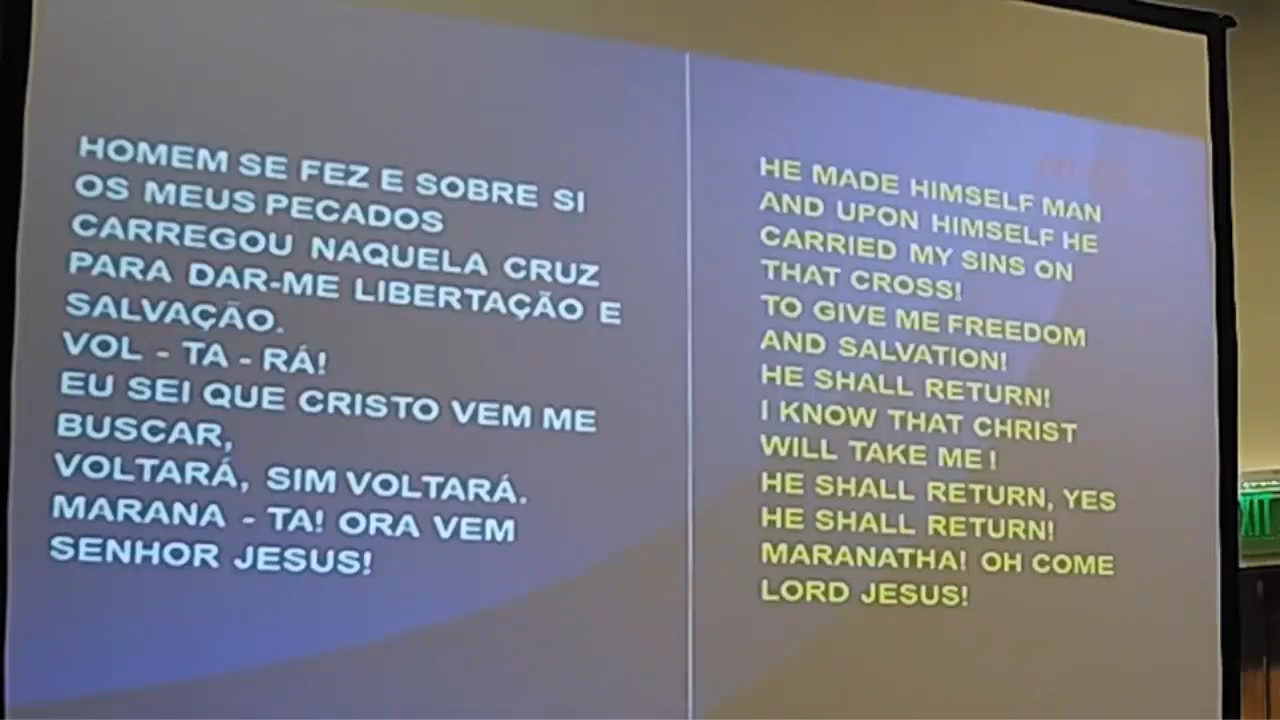 HOMEM SE FEZ E SOBRE SI
OS MEUS PECADOS
CARREGOU NAQUELA CRUZ
PARA DAR-ME LIBERTAÇÃO E
SALVAÇÃO.
VOL - TA - RÁ!
EU SEI QUE CRISTO VEM ME
BUSCAR,
VOLTARÁ, SIM VOLTARÁ.
MARANA - TA! ORA VEM
SENHOR JESUS!
HE MADE HIMSELF MAN
AND UPON HIMSELF HE
CARRIED MY SINS ON
THAT CROSS!
TO GIVE ME FREEDOM
AND SALVATION!
HE SHALL RETURN!
I KNOW THAT CHRIST
WILL TAKE ME !
HE SHALL RETURN, YES
HE SHALL RETURN!
MARANATHA! OH COME
LORD JESUS!
EXIT